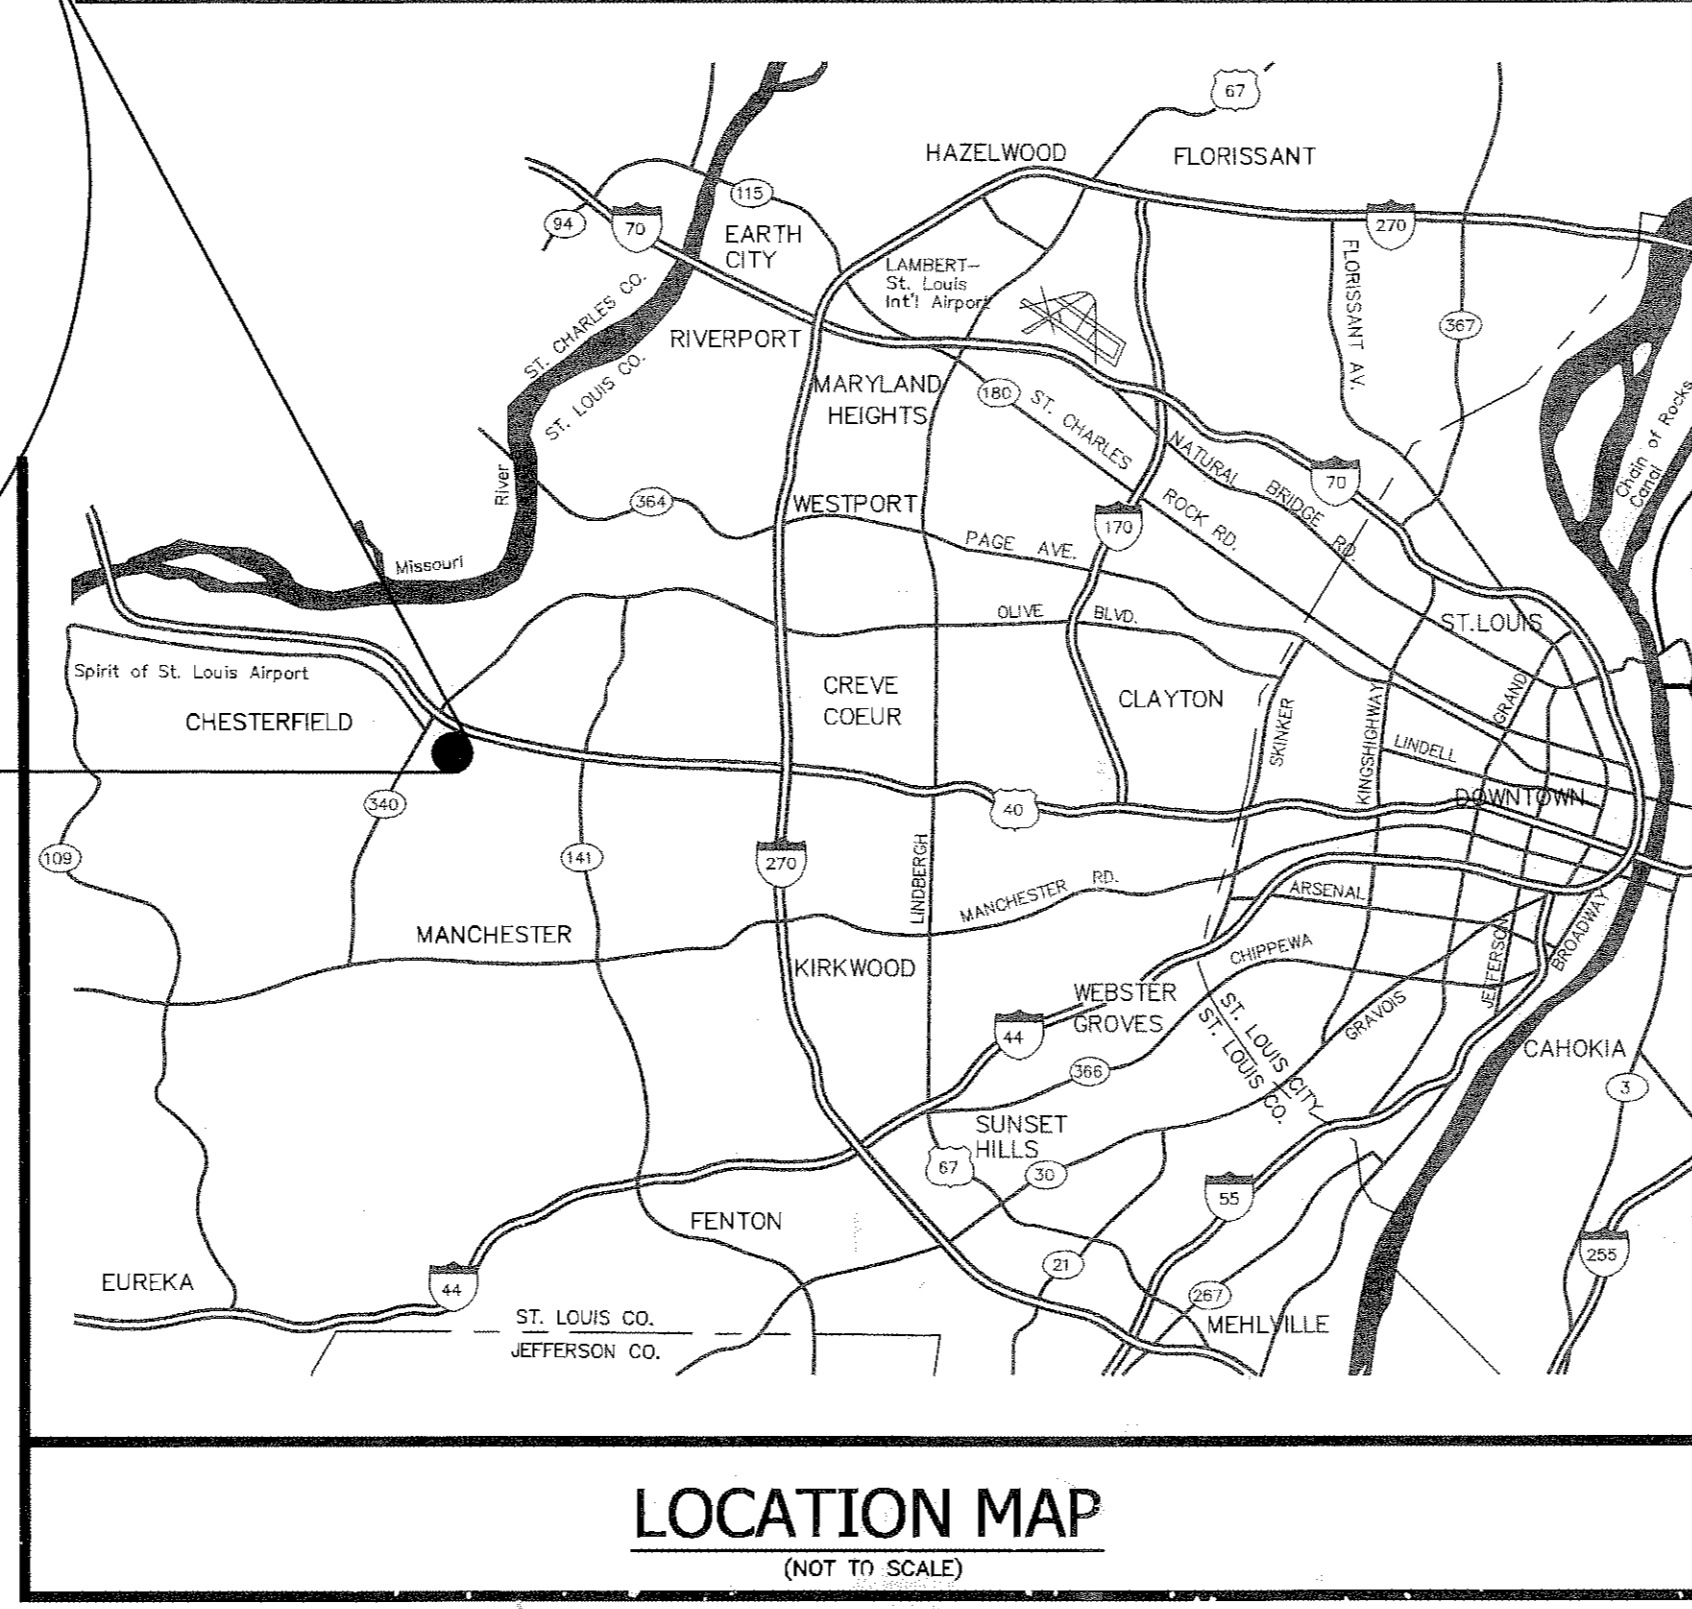 67
HAZELWOOD
FLORISSANT
115
94
70
EARTH
CITY
270
LAMBERT-
St. Louis
Int'l Airport
ST. CHARLES CO.
ST. LOUIS CO.
RIVERPORT
FLORISSANT AV.
367
MARYLAND
HEIGHTS
180
ST. CHARLES
ROCK RD.
NATURAL BRIDGE RD.
70
Chain of Rocks
Canal
River
364
WESTPORT
170
PAGE AVE.
Missouri
OLIVE BLVD.
ST.LOUIS
Spirit of St. Louis Airport
CHESTERFIELD
CREVE
COEUR
CLAYTON
SKINKER
KINGSHIGHWAY
GRAND
LINDELL
DOWNTOWN
340
40
109
141
270
LINDBERGH
MANCHESTER RD.
ARSENAL
MANCHESTER
KIRKWOOD
CHIPPEWA
JEFFERSON
BROADWAY
WEBSTER
GROVES
44
GRAVOIS
ST. LOUIS CITY
ST. LOUIS CO.
CAHOKIA
366
3
SUNSET
HILLS
67
30
55
FENTON
21
255
EUREKA
44
267
MEHLVILLE
ST. LOUIS CO.
JEFFERSON CO.
LOCATION MAP
(NOT TO SCALE)